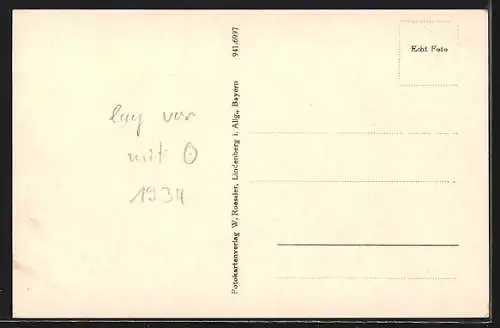 lag vor
mit O
1934
Fotokartenverlag W. Roessler, Lindenberg i. Allg., Bayern 941/6997
Echt Foto